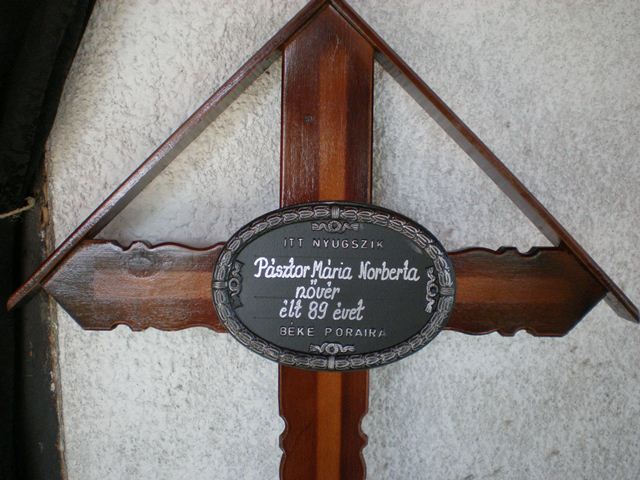 ITT NYUGSZIK
Pásztor Mária Norberta
nővér
élt 89 évet
BÉKE PORAIRA